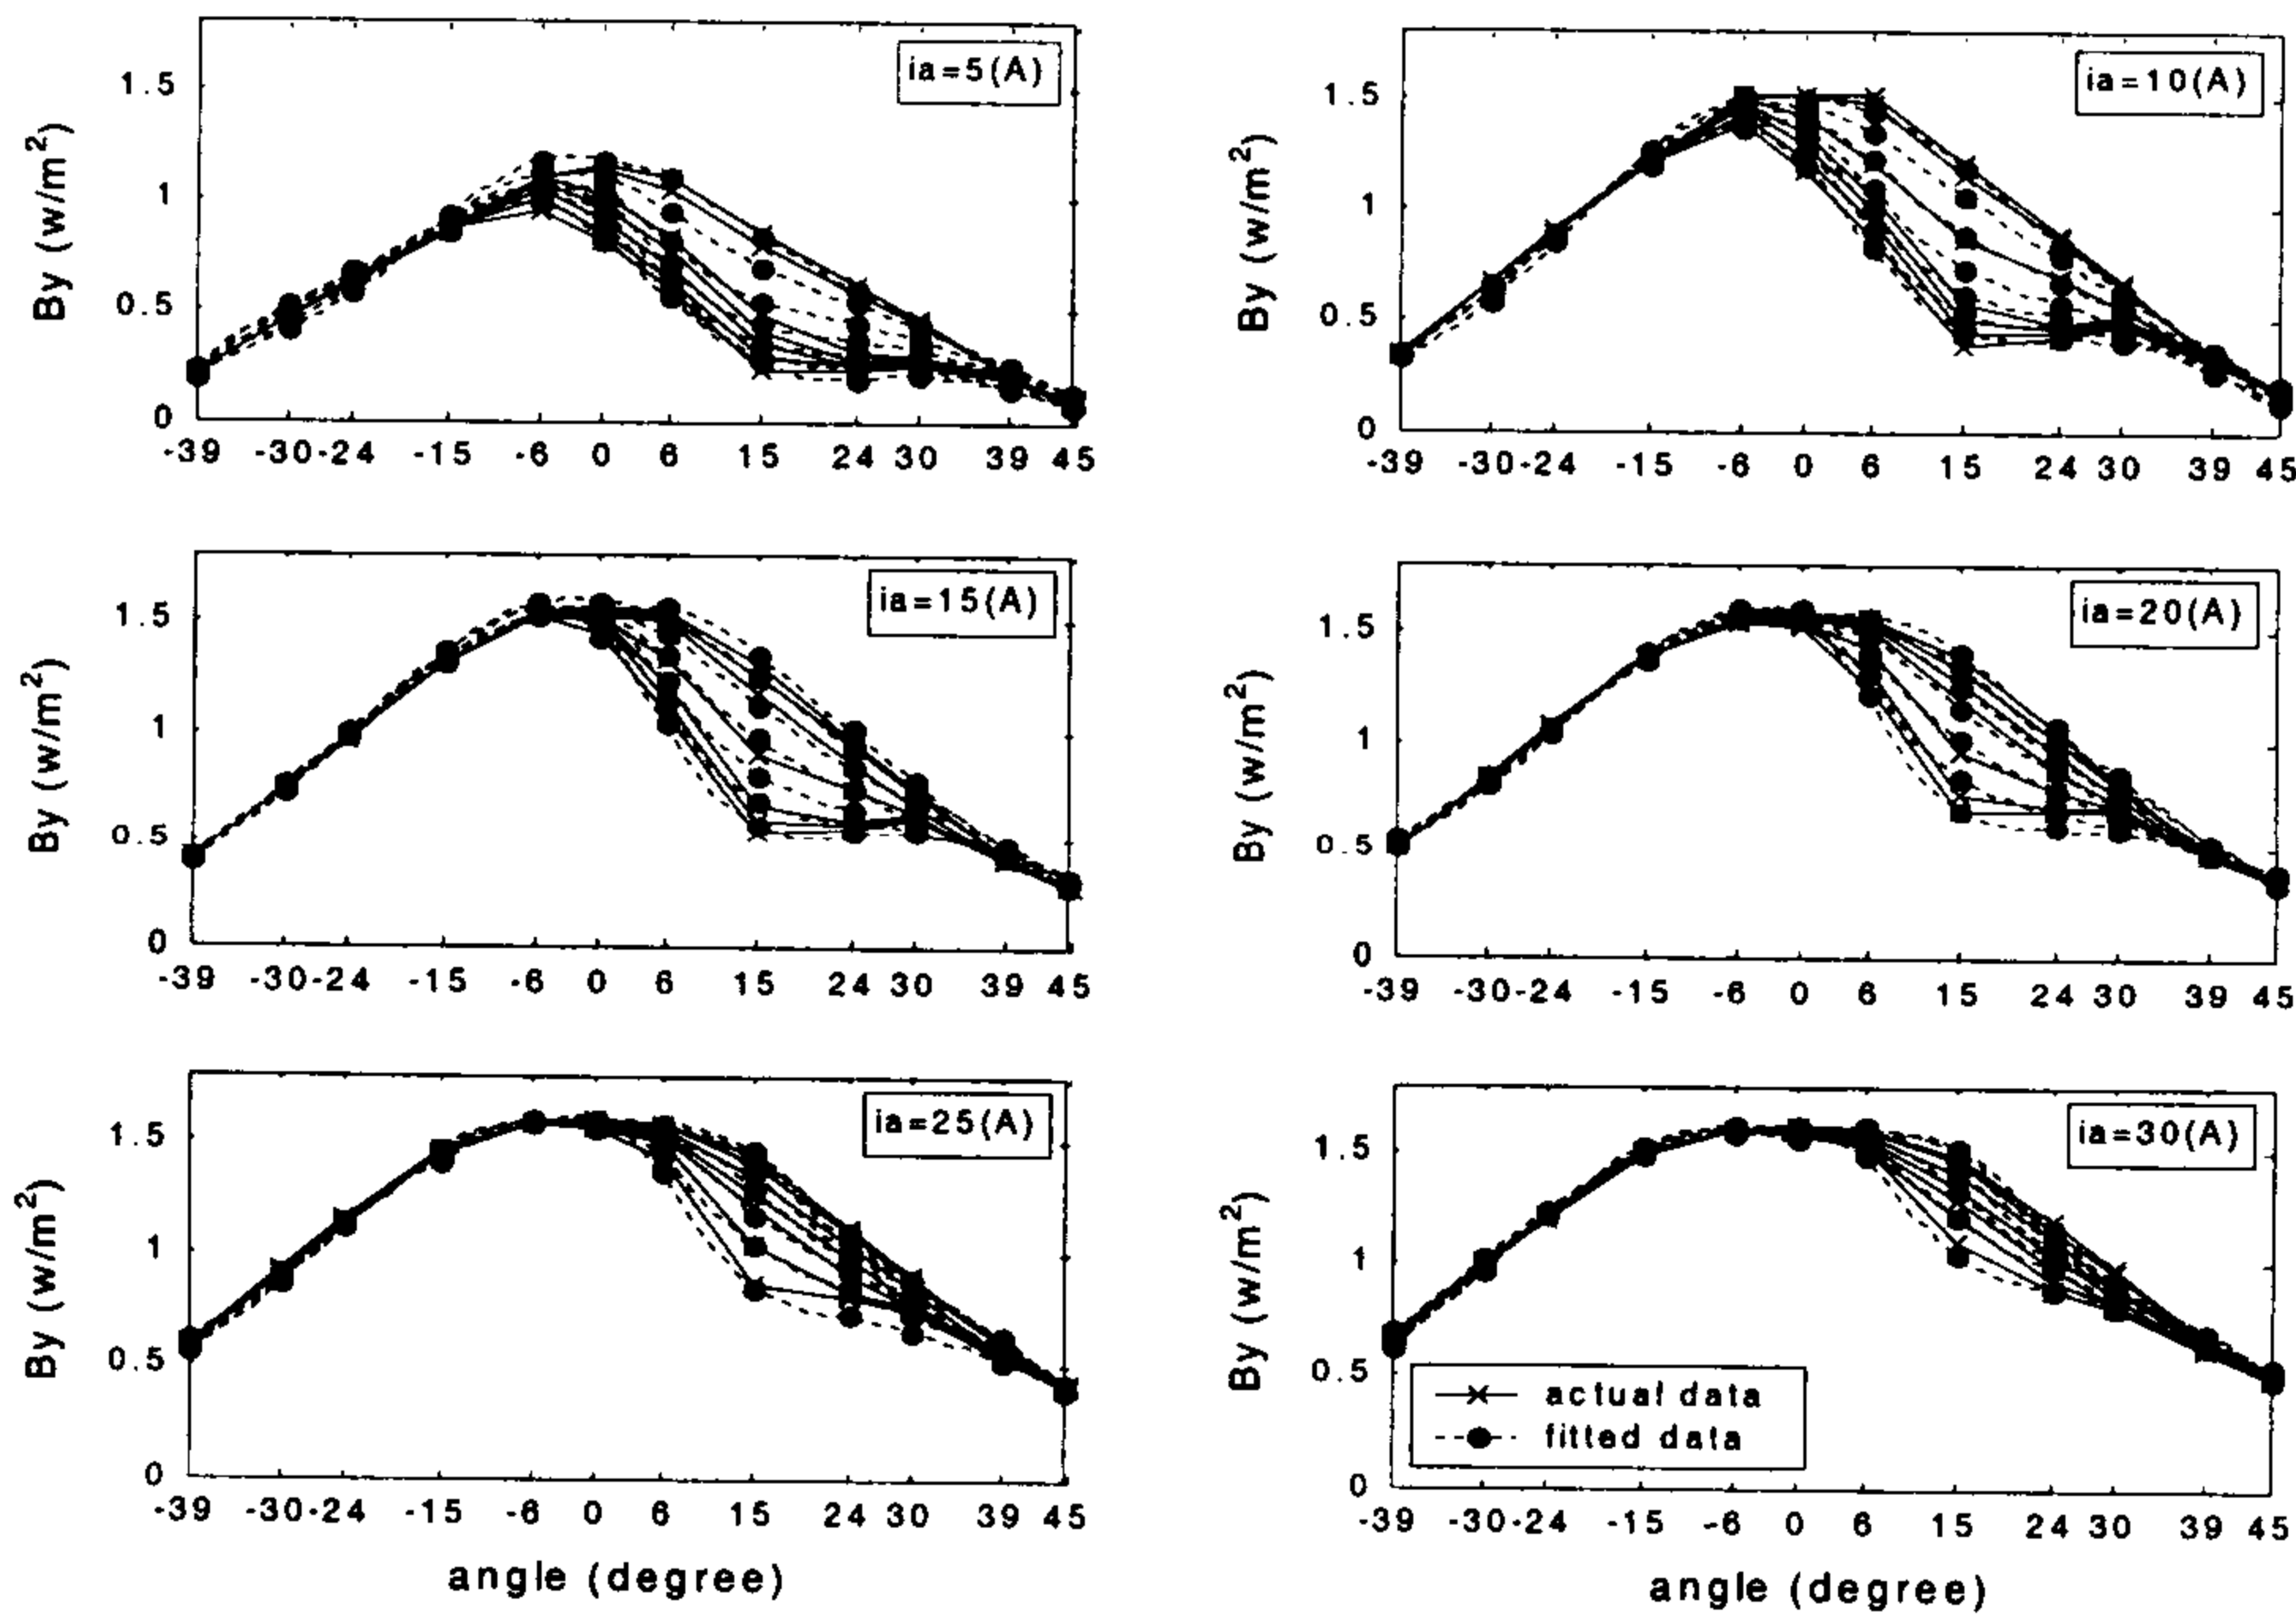 ia=5(A)
1.5
1
0.5
0
By (w/m²)
-39 -30 -24 -15 -6 0 6 15 24 30 39 45
ia=10(A)
1.5
1
0.5
0
By (w/m²)
-39 -30 -24 -15 -6 0 6 15 24 30 39 45
ia=15(A)
1.5
1
0.5
0
By (w/m²)
-39 -30 -24 -15 -6 0 6 15 24 30 39 45
ia=20(A)
1.5
1
0.5
0
By (w/m²)
-39 -30 -24 -15 -6 0 6 15 24 30 39 45
ia=25(A)
1.5
1
0.5
0
By (w/m²)
-39 -30 -24 -15 -6 0 6 15 24 30 39 45
angle (degree)
ia=30(A)
1.5
1
0.5
0
By (w/m²)
actual data
fitted data
-39 -30 -24 -15 -6 0 6 15 24 30 39 45
angle (degree)